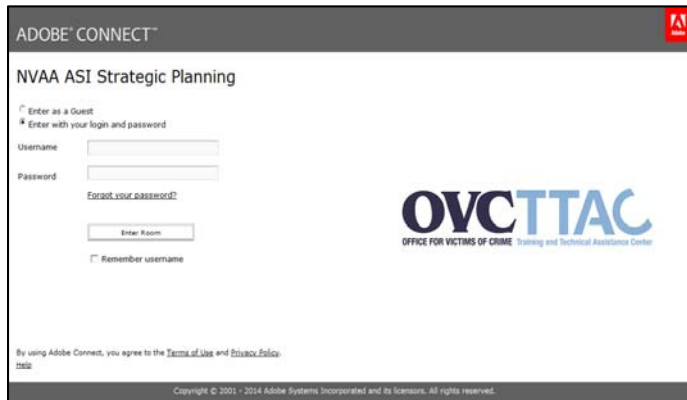 ADOBE® CONNECT™
Adobe
NVAA ASI Strategic Planning
Enter as a Guest
Enter with your login and password
Username
Password
Forgot your password?
Enter Room
Remember username
OVCTTAC
OFFICE FOR VICTIMS OF CRIME Training and Technical Assistance Center
By using Adobe Connect, you agree to the Terms of Use and Privacy Policy.
Help
Copyright © 2001 - 2014 Adobe Systems Incorporated and its licensors. All rights reserved.